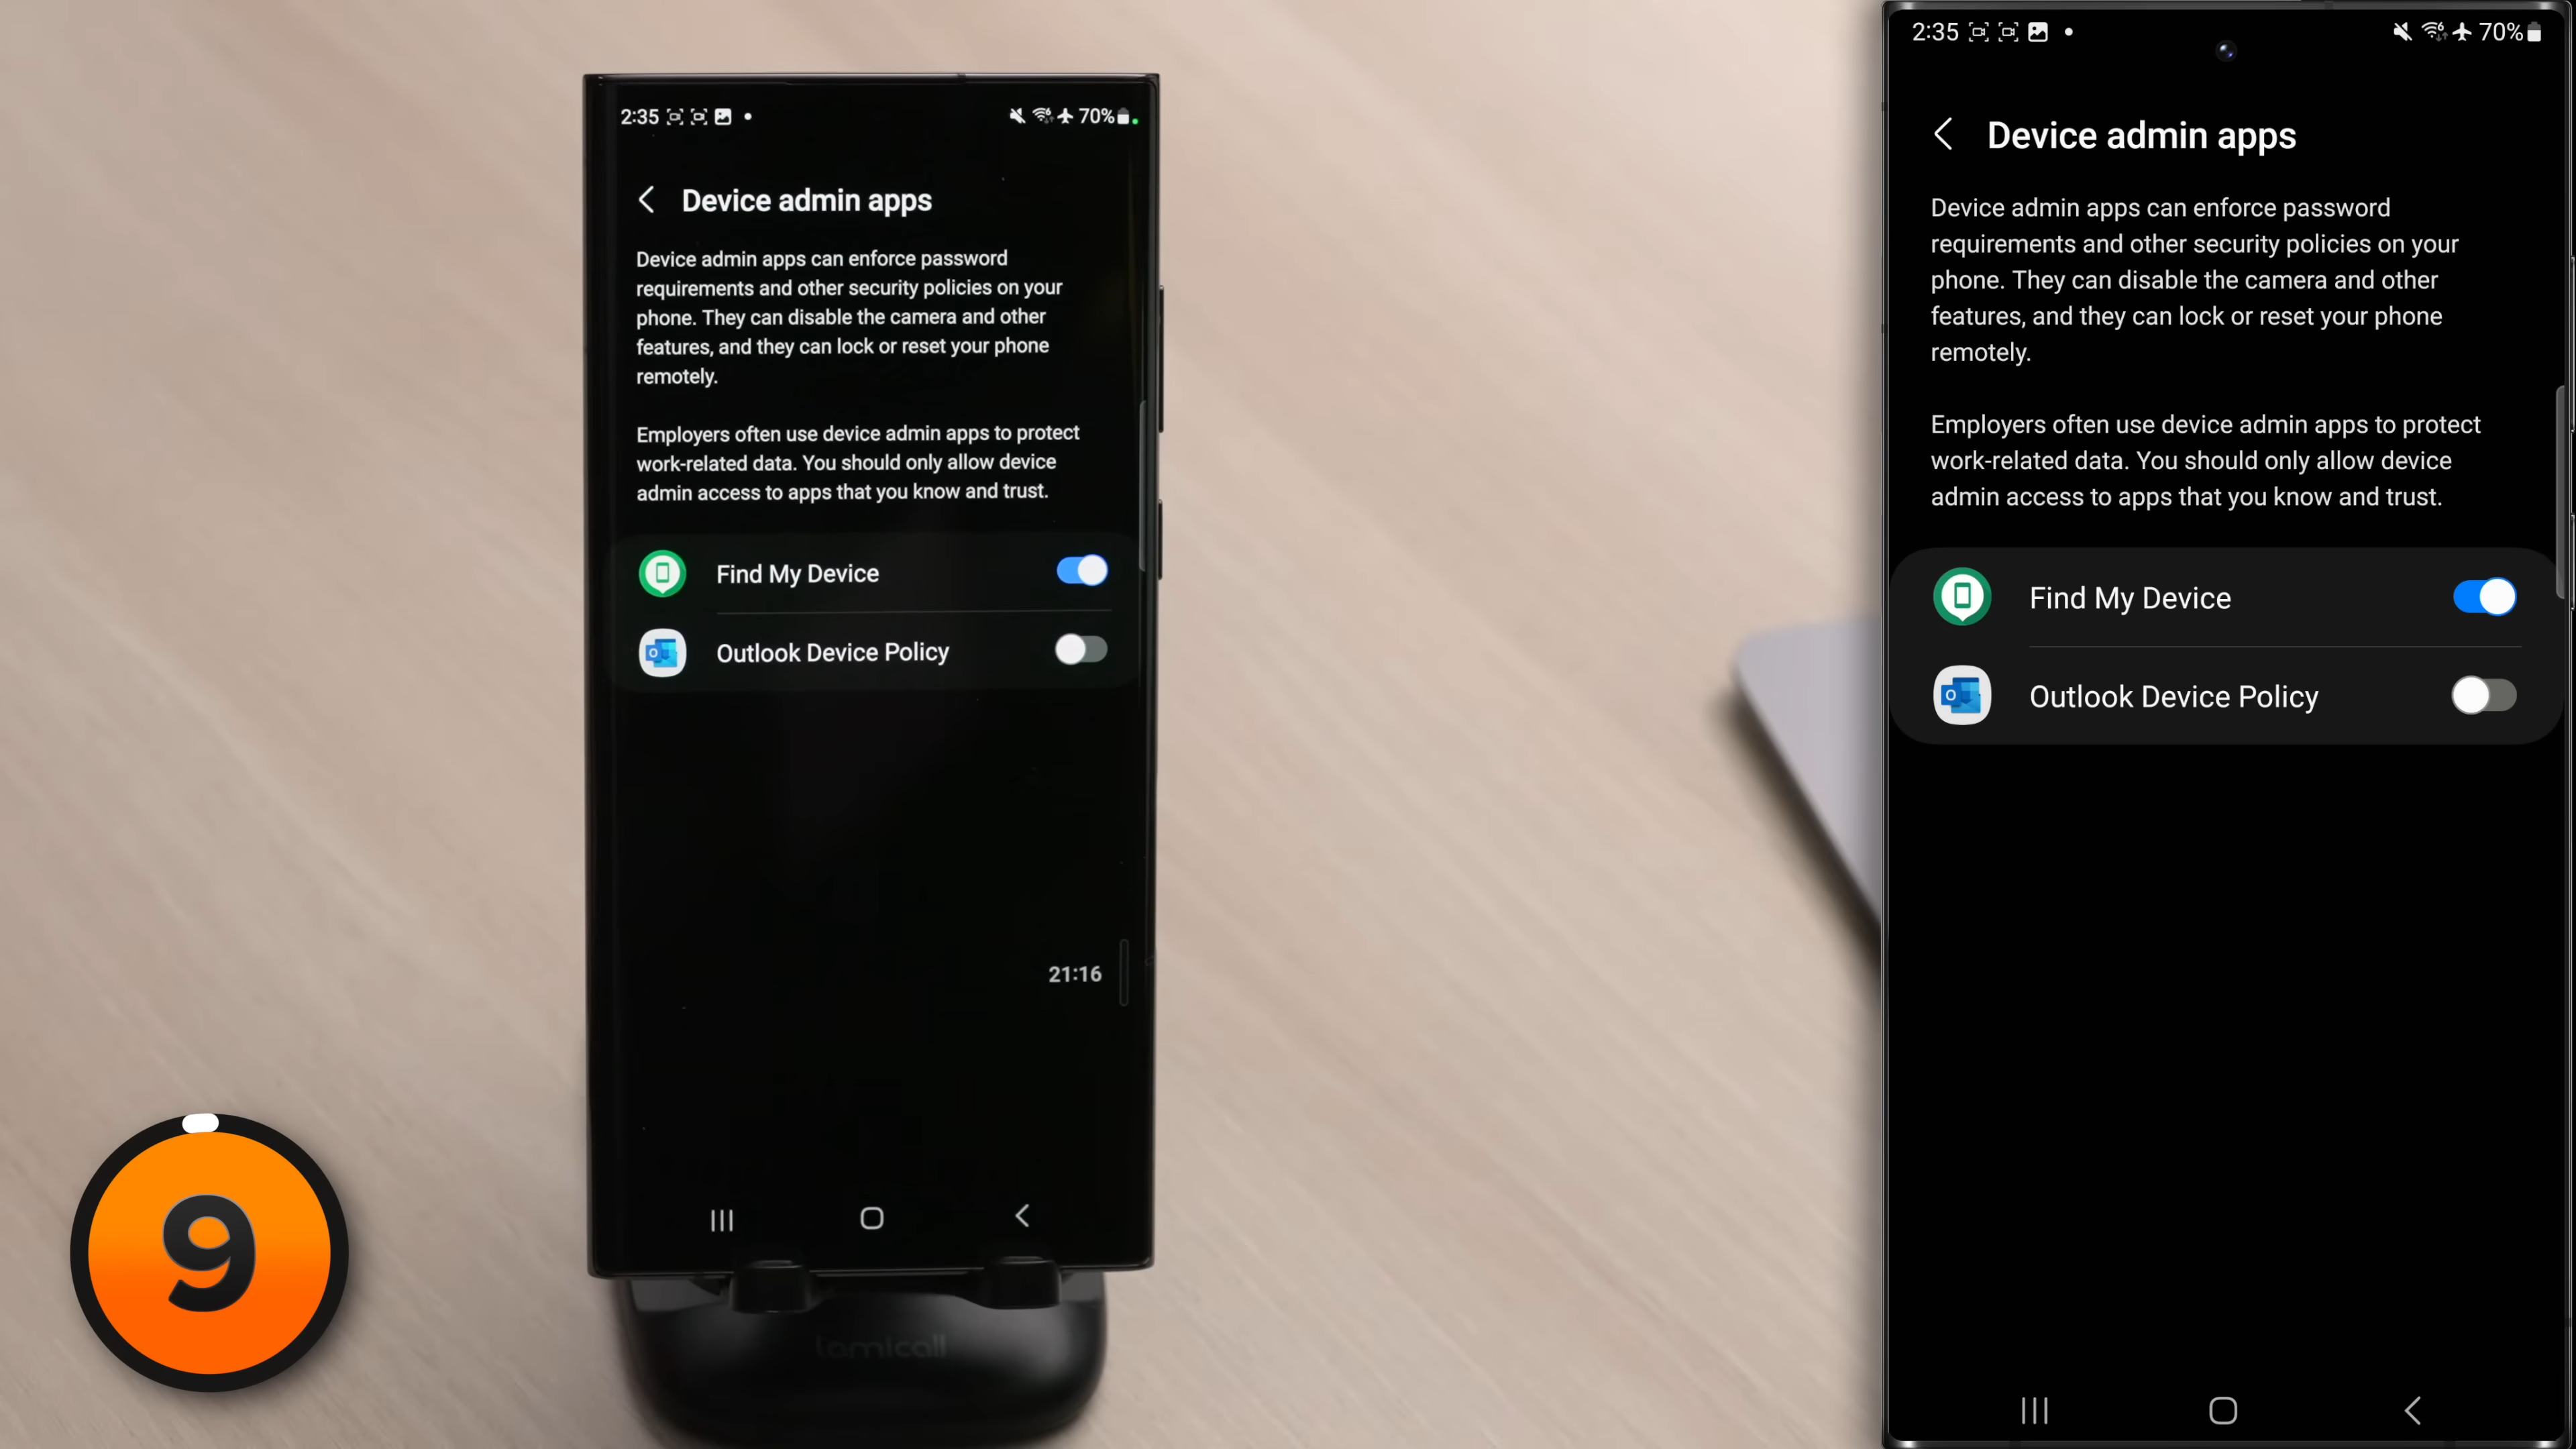 2:35
70%
Device admin apps
Device admin apps can enforce password
requirements and other security policies on your
phone. They can disable the camera and other
features, and they can lock or reset your phone
remotely.
Employers often use device admin apps to protect
work-related data. You should only allow device
admin access to apps that you know and trust.
Find My Device
Outlook Device Policy
21:16
lamicall
9
2:35
70%
Device admin apps
Device admin apps can enforce password
requirements and other security policies on your
phone. They can disable the camera and other
features, and they can lock or reset your phone
remotely.
Employers often use device admin apps to protect
work-related data. You should only allow device
admin access to apps that you know and trust.
Find My Device
Outlook Device Policy